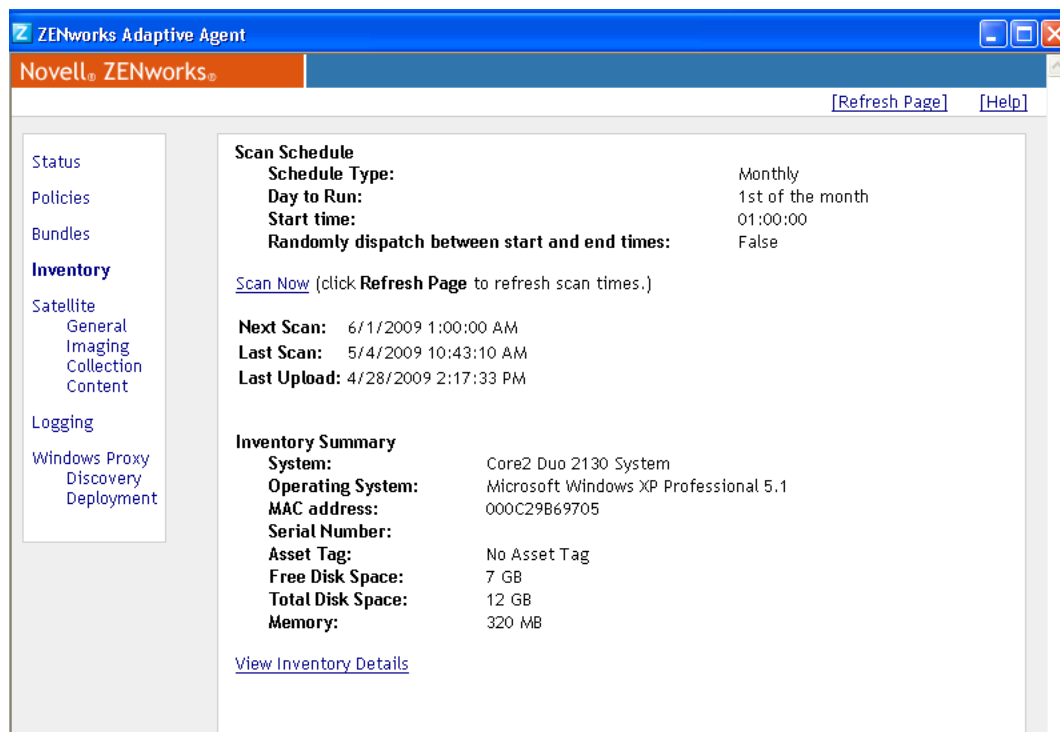 ZENworks Adaptive Agent
Novell® ZENworks®
[Refresh Page] [Help]
Status
Policies
Bundles
Inventory
Satellite
General
Imaging
Collection
Content
Logging
Windows Proxy
Discovery
Deployment
Scan Schedule
Schedule Type: Monthly
Day to Run: 1st of the month
Start time: 01:00:00
Randomly dispatch between start and end times: False
Scan Now (click Refresh Page to refresh scan times.)
Next Scan: 6/1/2009 1:00:00 AM
Last Scan: 5/4/2009 10:43:10 AM
Last Upload: 4/28/2009 2:17:33 PM
Inventory Summary
System: Core2 Duo 2130 System
Operating System: Microsoft Windows XP Professional 5.1
MAC address: 000C29B69705
Serial Number:
Asset Tag: No Asset Tag
Free Disk Space: 7 GB
Total Disk Space: 12 GB
Memory: 320 MB
View Inventory Details